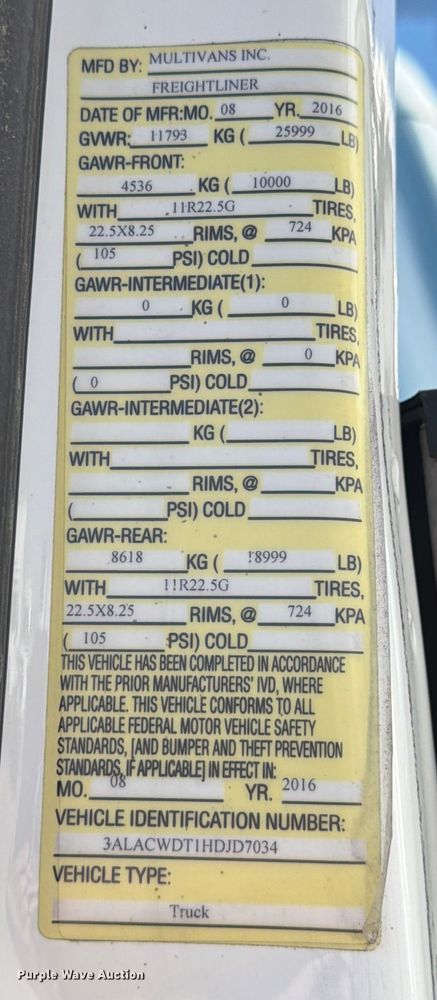 MFD BY: MULTIVANS INC.
FREIGHTLINER
DATE OF MFR:MO. 08 YR. 2016
GVWR: 11793 KG ( 25999 LB)
GAWR-FRONT:
4536 KG ( 10000 LB)
WITH 11R22.5G TIRES,
22.5X8.25 RIMS, @ 724 KPA
( 105 PSI) COLD
GAWR-INTERMEDIATE(1):
0 KG ( 0 LB)
WITH TIRES,
RIMS, @ 0 KPA
( 0 PSI) COLD
GAWR-INTERMEDIATE(2):
KG ( LB)
WITH TIRES,
RIMS, @ KPA
( PSI) COLD
GAWR-REAR:
8618 KG ( 18999 LB)
WITH 11R22.5G TIRES,
22.5X8.25 RIMS, @ 724 KPA
( 105 PSI) COLD
THIS VEHICLE HAS BEEN COMPLETED IN ACCORDANCE
WITH THE PRIOR MANUFACTURERS' IVD, WHERE
APPLICABLE. THIS VEHICLE CONFORMS TO ALL
APPLICABLE FEDERAL MOTOR VEHICLE SAFETY
STANDARDS, [AND BUMPER AND THEFT PREVENTION
STANDARDS, IF APPLICABLE] IN EFFECT IN:
MO. 08 YR. 2016
VEHICLE IDENTIFICATION NUMBER:
3ALACWDT1HDJD7034
VEHICLE TYPE:
Truck
Purple Wave Auction